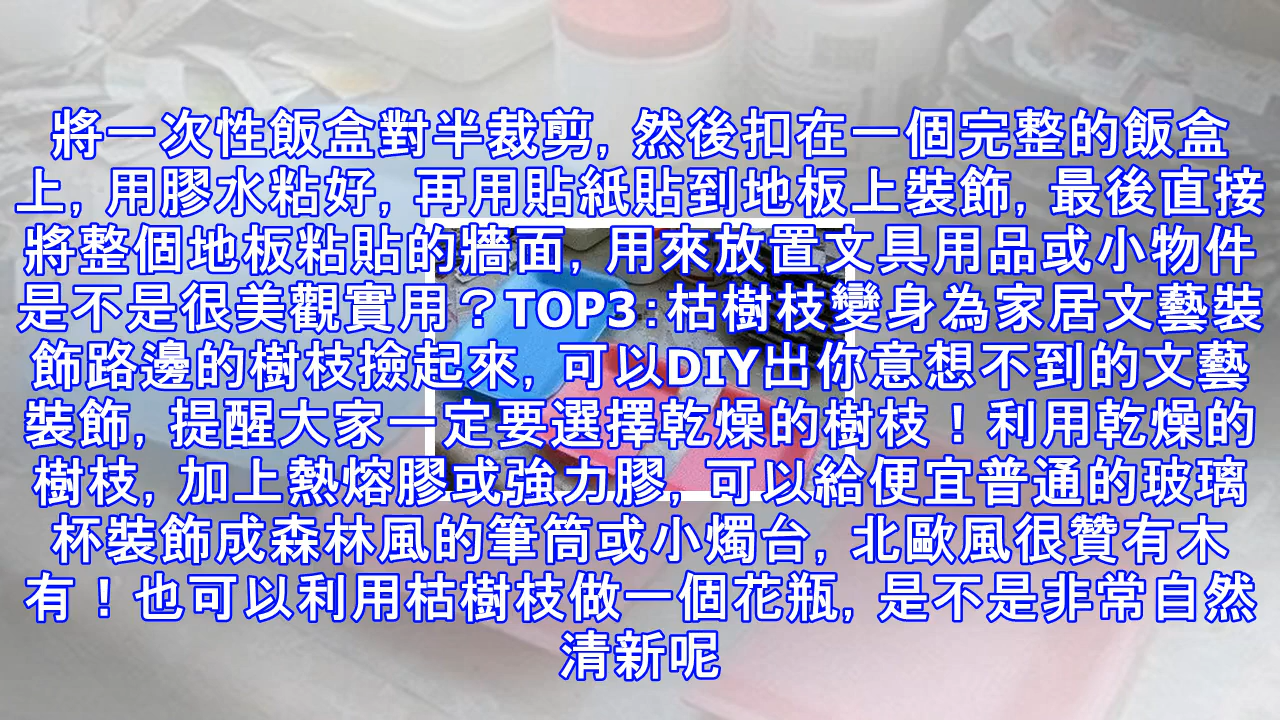 將一次性飯盒對半裁剪, 然後扣在一個完整的飯盒
上, 用膠水粘好, 再用貼紙貼到地板上裝飾, 最後直接
將整個地板粘貼的牆面, 用來放置文具用品或小物件
是不是很美觀實用？TOP3:枯樹枝變身為家居文藝裝
飾路邊的樹枝撿起來, 可以DIY出你意想不到的文藝
裝飾, 提醒大家一定要選擇乾燥的樹枝！利用乾燥的
樹枝, 加上熱熔膠或強力膠, 可以給便宜普通的玻璃
杯裝飾成森林風的筆筒或小燭台, 北歐風很贊有木
有！也可以利用枯樹枝做一個花瓶, 是不是非常自然
清新呢